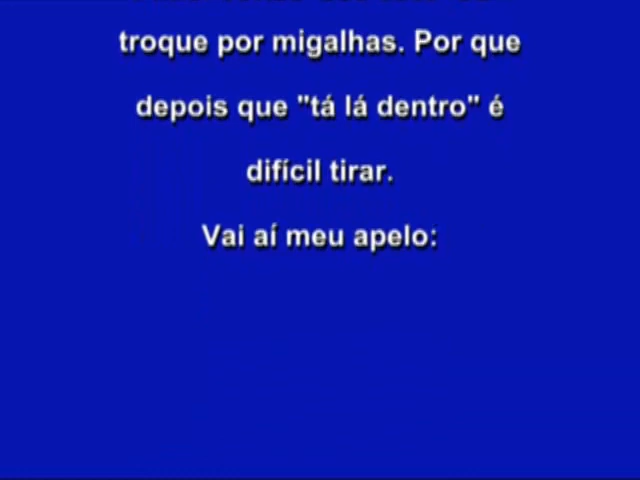 troque por migalhas. Por que
depois que "tá lá dentro" é
difícil tirar.
Vai aí meu apelo: